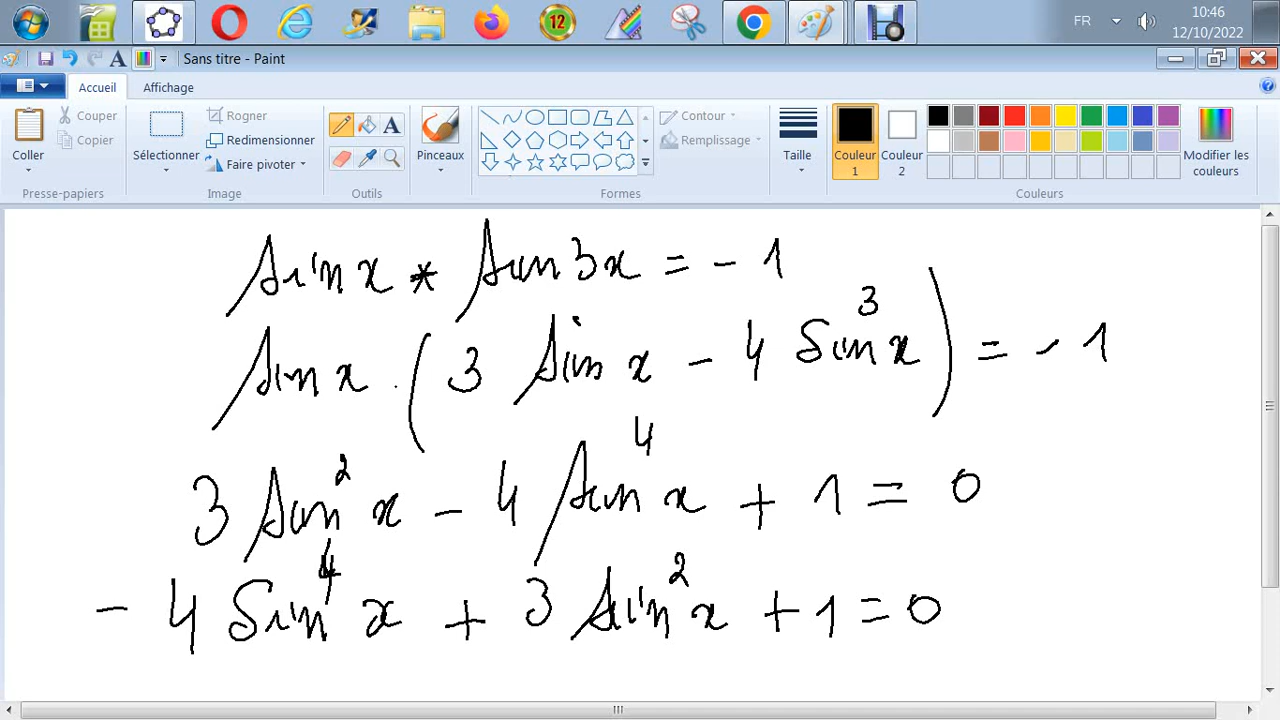 12
FR
10:46
12/10/2022
Sans titre - Paint
Accueil
Affichage
Coller
Couper
Copier
Presse-papiers
Sélectionner
Rogner
Redimensionner
Faire pivoter
Image
A
Outils
Pinceaux
Contour
Remplissage
Formes
Taille
Couleur 1
Couleur 2
Modifier les couleurs
Couleurs
sin x * sin 3x = - 1
sin x . ( 3 sin x - 4 sin³ x ) = - 1
3 sin² x - 4 sin⁴ x + 1 = 0
- 4 sin⁴ x + 3 sin² x + 1 = 0